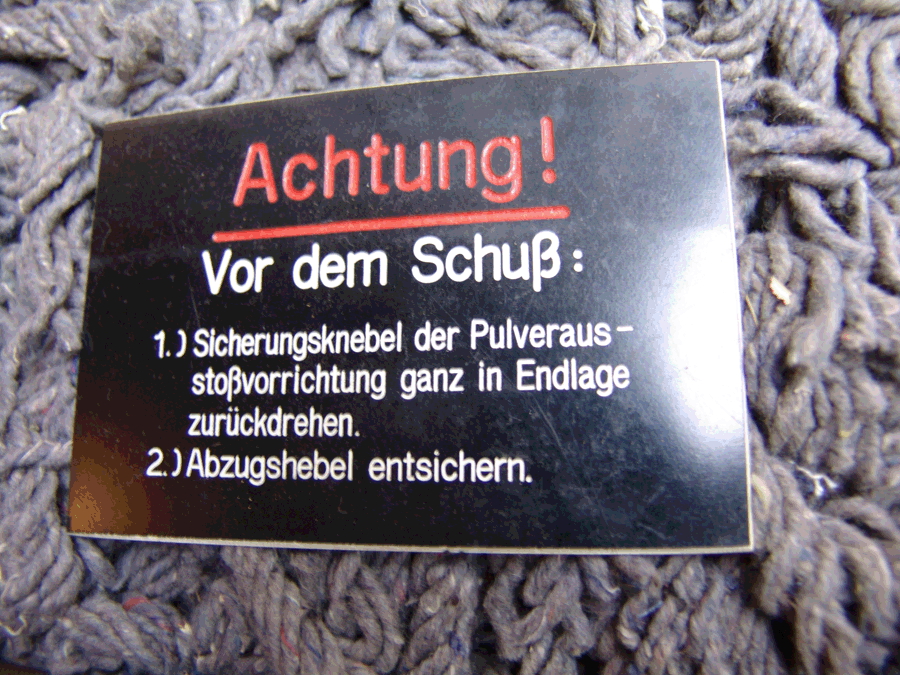 Achtung!
Vor dem Schuß:
1.) Sicherungsknebel der Pulveraus-
stoßvorrichtung ganz in Endlage
zurückdrehen.
2.) Abzugshebel entsichern.